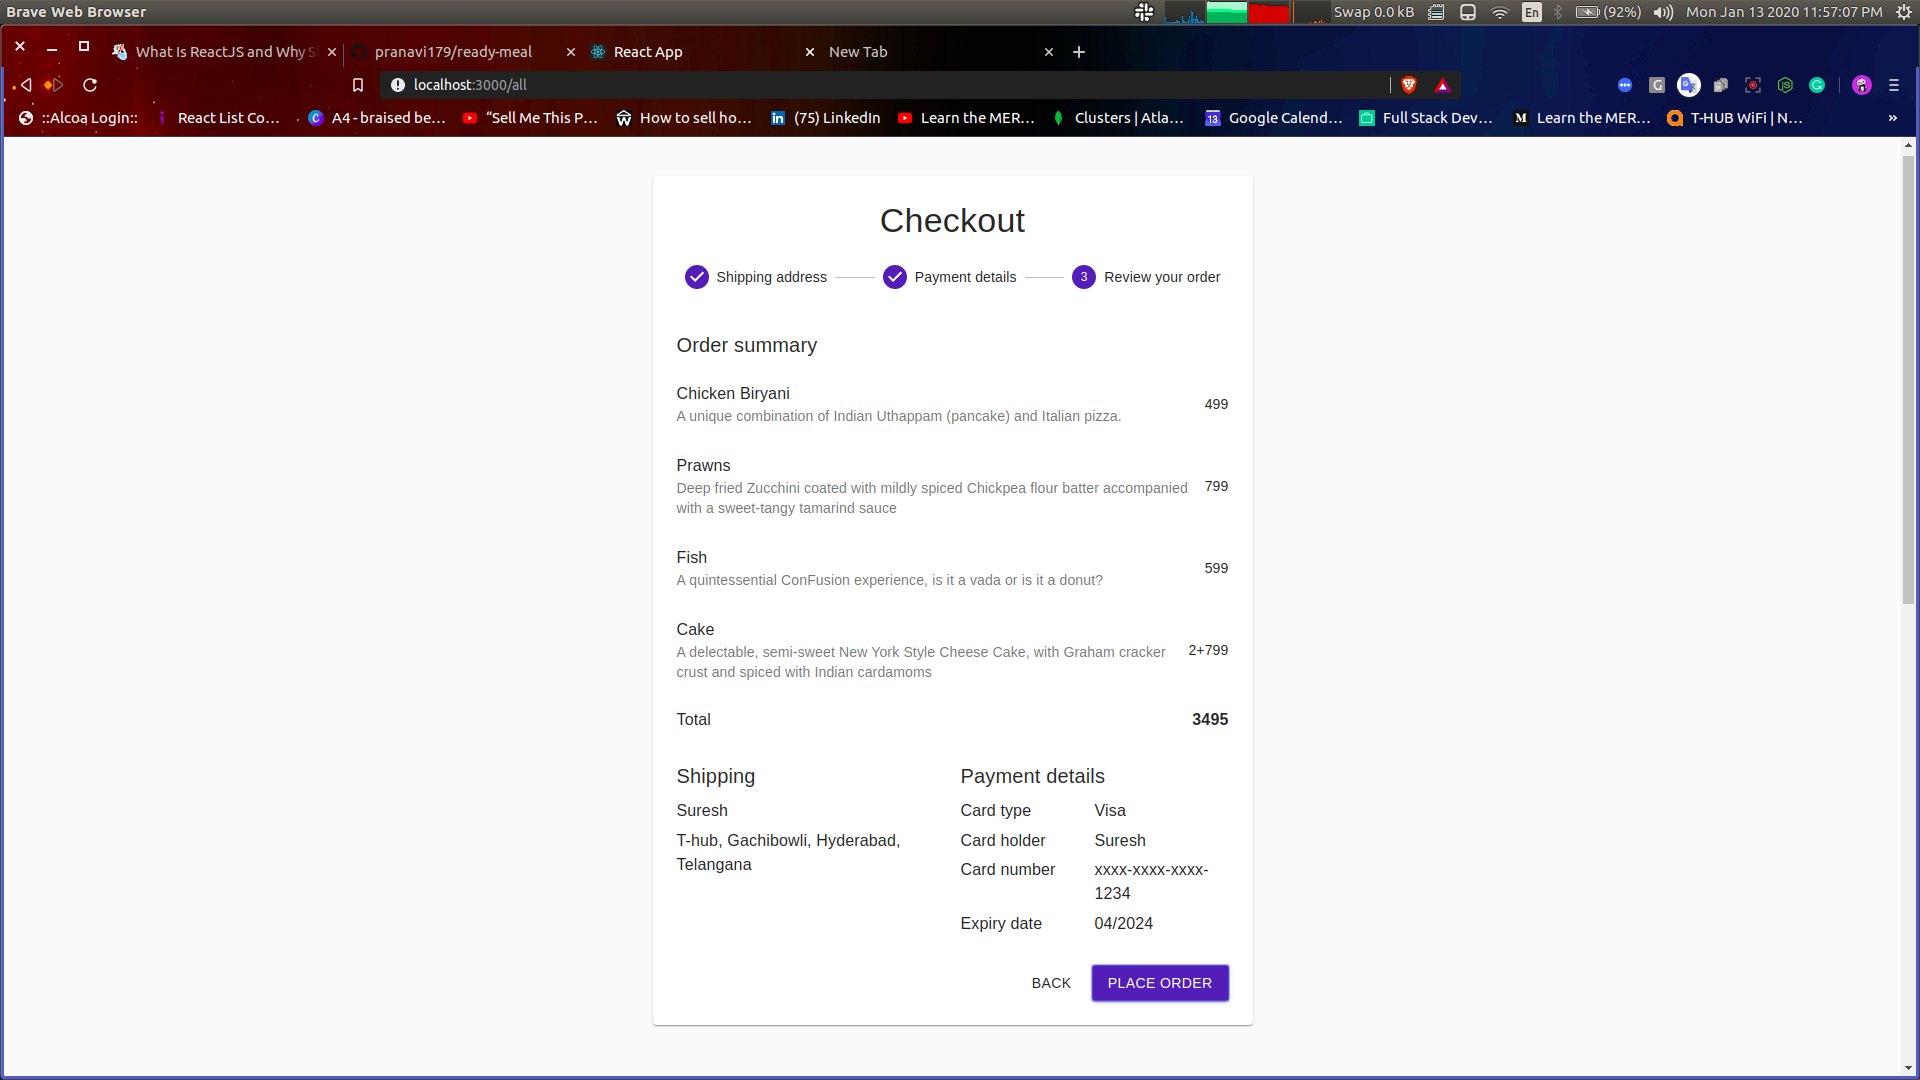 Brave Web Browser
Swap 0.0 kB
En
(92%)
Mon Jan 13 2020 11:57:07 PM
What Is ReactJS and Why S
pranavi179/ready-meal
React App
New Tab
localhost:3000/all
::Alcoa Login::
React List Co...
A4 - braised be...
“Sell Me This P...
How to sell ho...
(75) LinkedIn
Learn the MER...
Clusters | Atla...
13
Google Calend...
Full Stack Dev...
Learn the MER...
T-HUB WiFi | N...
»
Checkout
Shipping address
Payment details
3
Review your order
Order summary
Chicken Biryani
A unique combination of Indian Uthappam (pancake) and Italian pizza.
499
Prawns
Deep fried Zucchini coated with mildly spiced Chickpea flour batter accompanied
with a sweet-tangy tamarind sauce
799
Fish
A quintessential ConFusion experience, is it a vada or is it a donut?
599
Cake
A delectable, semi-sweet New York Style Cheese Cake, with Graham cracker
crust and spiced with Indian cardamoms
2+799
Total
3495
Shipping
Suresh
T-hub, Gachibowli, Hyderabad,
Telangana
Payment details
Card type
Visa
Card holder
Suresh
Card number
xxxx-xxxx-xxxx-
1234
Expiry date
04/2024
BACK
PLACE ORDER